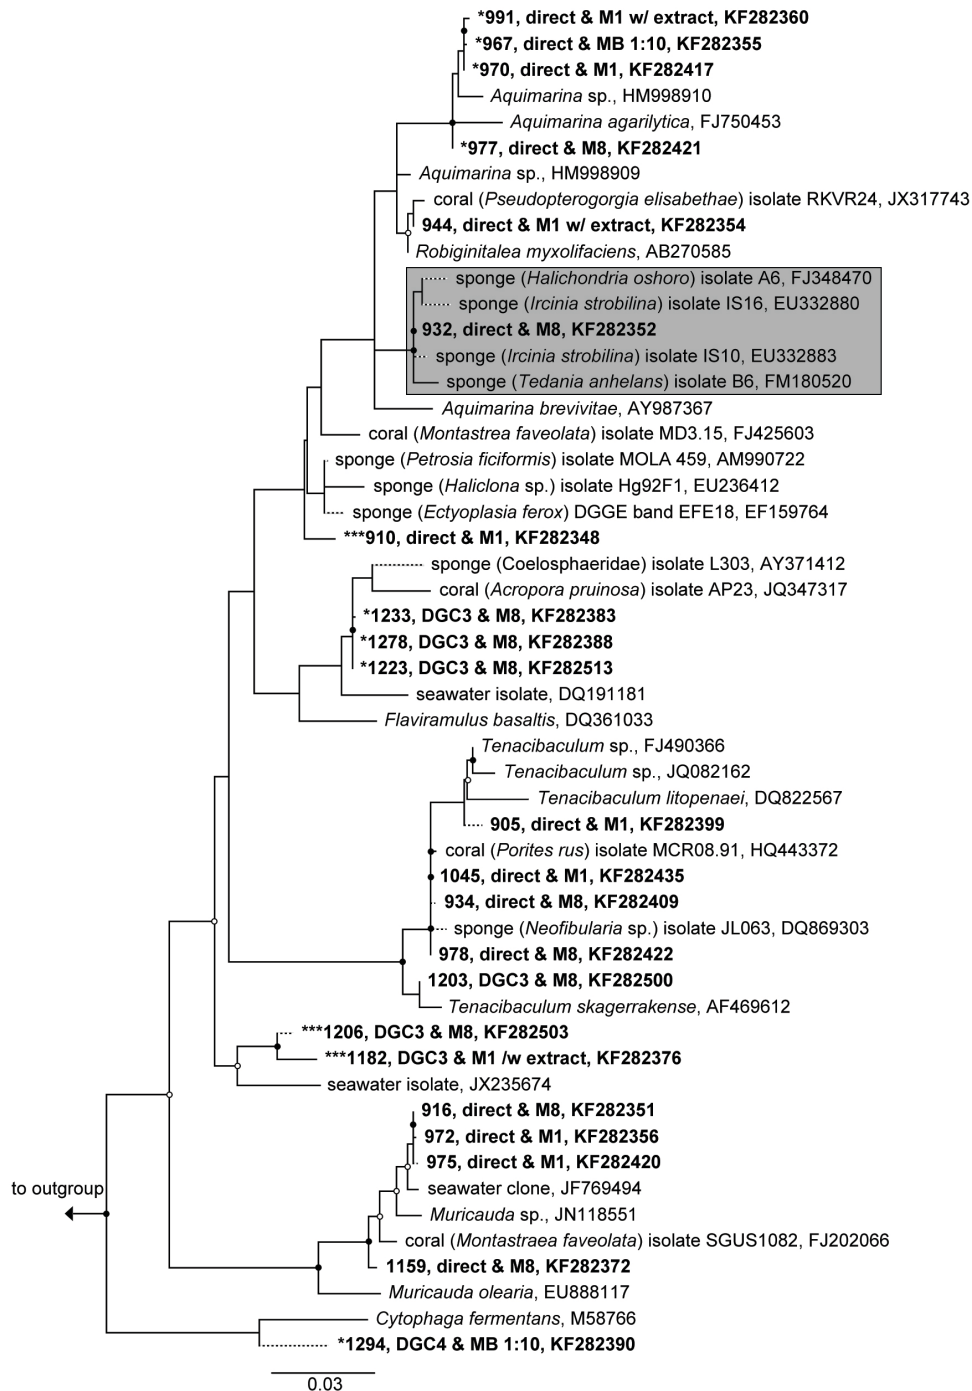 *991, direct & M1 w/ extract, KF282360
*967, direct & MB 1:10, KF282355
*970, direct & M1, KF282417
Aquimarina sp., HM998910
Aquimarina agarilytica, FJ750453
*977, direct & M8, KF282421
Aquimarina sp., HM998909
coral (Pseudopterogorgia elisabethae) isolate RKVR24, JX317743
944, direct & M1 w/ extract, KF282354
Robiginitalea myxolifaciens, AB270585
sponge (Halichondria oshoro) isolate A6, FJ348470
sponge (Ircinia strobilina) isolate IS16, EU332880
932, direct & M8, KF282352
sponge (Ircinia strobilina) isolate IS10, EU332883
sponge (Tedania anhelans) isolate B6, FM180520
Aquimarina brevivitae, AY987367
coral (Montastrea faveolata) isolate MD3.15, FJ425603
sponge (Petrosia ficiformis) isolate MOLA 459, AM990722
sponge (Haliclona sp.) isolate Hg92F1, EU236412
sponge (Ectyoplasia ferox) DGGE band EFE18, EF159764
***910, direct & M1, KF282348
sponge (Coelosphaeridae) isolate L303, AY371412
coral (Acropora pruinosa) isolate AP23, JQ347317
*1233, DGC3 & M8, KF282383
*1278, DGC3 & M8, KF282388
*1223, DGC3 & M8, KF282513
seawater isolate, DQ191181
Flaviramulus basaltis, DQ361033
Tenacibaculum sp., FJ490366
Tenacibaculum sp., JQ082162
Tenacibaculum litopenaei, DQ822567
905, direct & M1, KF282399
coral (Porites rus) isolate MCR08.91, HQ443372
1045, direct & M1, KF282435
934, direct & M8, KF282409
sponge (Neofibularia sp.) isolate JL063, DQ869303
978, direct & M8, KF282422
1203, DGC3 & M8, KF282500
Tenacibaculum skagerrakense, AF469612
***1206, DGC3 & M8, KF282503
***1182, DGC3 & M1 /w extract, KF282376
seawater isolate, JX235674
916, direct & M8, KF282351
972, direct & M1, KF282356
975, direct & M1, KF282420
to outgroup
seawater clone, JF769494
Muricauda sp., JN118551
coral (Montastraea faveolata) isolate SGUS1082, FJ202066
1159, direct & M8, KF282372
Muricauda olearia, EU888117
Cytophaga fermentans, M58766
*1294, DGC4 & MB 1:10, KF282390
0.03